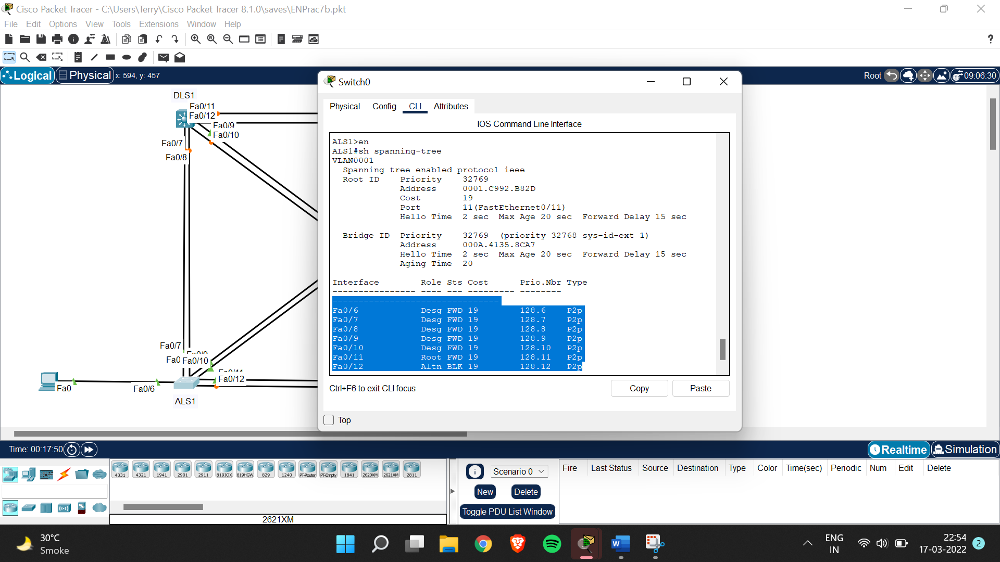 Cisco Packet Tracer - C:\Users\Terry\Cisco Packet Tracer 8.1.0\saves\ENPrac7b.pkt
File Edit Options View Tools Extensions Window Help
Logical Physical x: 594, y: 457
Root 09:06:30
DLS1
Fa0/11
Fa0/12
Fa0/9
Fa0/10
Fa0/7
Fa0/8
Fa0/7
Fa0 Fa0/10
Fa0/11
Fa0/12
Fa0
Fa0/6
ALS1
Switch0
Physical Config CLI Attributes
IOS Command Line Interface
ALS1>en
ALS1#sh spanning-tree
VLAN0001
Spanning tree enabled protocol ieee
Root ID Priority 32769
Address 0001.C992.B82D
Cost 19
Port 11(FastEthernet0/11)
Hello Time 2 sec Max Age 20 sec Forward Delay 15 sec
Bridge ID Priority 32769 (priority 32768 sys-id-ext 1)
Address 000A.4135.8CA7
Hello Time 2 sec Max Age 20 sec Forward Delay 15 sec
Aging Time 20
Interface Role Sts Cost Prio.Nbr Type
---------------- ---- --- --------- --------
--------------------------------
Fa0/6 Desg FWD 19 128.6 P2p
Fa0/7 Desg FWD 19 128.7 P2p
Fa0/8 Desg FWD 19 128.8 P2p
Fa0/9 Desg FWD 19 128.9 P2p
Fa0/10 Desg FWD 19 128.10 P2p
Fa0/11 Root FWD 19 128.11 P2p
Fa0/12 Altn BLK 19 128.12 P2p
Ctrl+F6 to exit CLI focus
Copy Paste
Top
Time: 00:17:50
Realtime Simulation
4331 4321 1941 2901 2911 819IOX 819HGW 829 1240 PT-Router PT-Empty 1841 2620XM 2621XM 2811
2621XM
Scenario 0
New Delete
Toggle PDU List Window
Fire Last Status Source Destination Type Color Time(sec) Periodic Num Edit Delete
30°C
Smoke
ENG
IN
22:54
17-03-2022
2